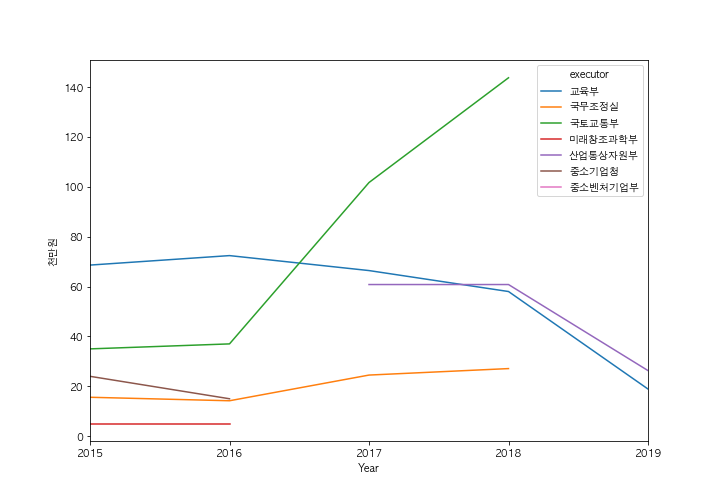 executor
교육부
국무조정실
국토교통부
미래창조과학부
산업통상자원부
중소기업청
중소벤처기업부
140
120
100
80
60
40
20
0
천만원
2015 2016 2017 2018 2019
Year